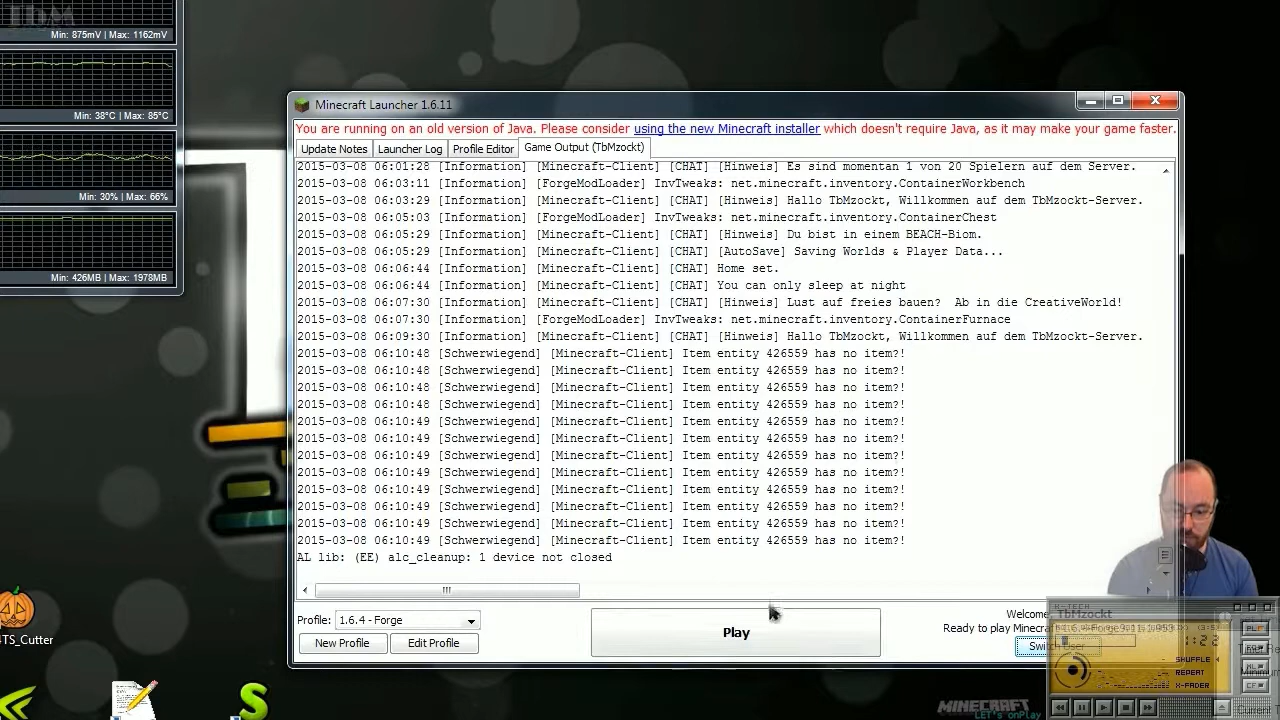 TbM
Min: 875mV | Max: 1162mV
Min: 38°C | Max: 85°C
Min: 30% | Max: 66%
Min: 426MB | Max: 1978MB
Minecraft Launcher 1.6.11
You are running on an old version of Java. Please consider using the new Minecraft installer which doesn't require Java, as it may make your game faster.
Update Notes Launcher Log Profile Editor Game Output (TbMzockt)
2015-03-08 06:01:28 [Information] [Minecraft-Client] [CHAT] [Hinweis] Es sind momentan 1 von 20 Spielern auf dem Server.
2015-03-08 06:03:11 [Information] [ForgeModLoader] InvTweaks: net.minecraft.inventory.ContainerWorkbench
2015-03-08 06:03:29 [Information] [Minecraft-Client] [CHAT] [Hinweis] Hallo TbMzockt, Willkommen auf dem TbMzockt-Server.
2015-03-08 06:05:03 [Information] [ForgeModLoader] InvTweaks: net.minecraft.inventory.ContainerChest
2015-03-08 06:05:29 [Information] [Minecraft-Client] [CHAT] [Hinweis] Du bist in einem BEACH-Biom.
2015-03-08 06:05:29 [Information] [Minecraft-Client] [CHAT] [AutoSave] Saving Worlds & Player Data...
2015-03-08 06:06:44 [Information] [Minecraft-Client] [CHAT] Home set.
2015-03-08 06:06:44 [Information] [Minecraft-Client] [CHAT] You can only sleep at night
2015-03-08 06:07:30 [Information] [Minecraft-Client] [CHAT] [Hinweis] Lust auf freies bauen?  Ab in die CreativeWorld!
2015-03-08 06:07:30 [Information] [ForgeModLoader] InvTweaks: net.minecraft.inventory.ContainerFurnace
2015-03-08 06:09:30 [Information] [Minecraft-Client] [CHAT] [Hinweis] Hallo TbMzockt, Willkommen auf dem TbMzockt-Server.
2015-03-08 06:10:48 [Schwerwiegend] [Minecraft-Client] Item entity 426559 has no item?!
2015-03-08 06:10:48 [Schwerwiegend] [Minecraft-Client] Item entity 426559 has no item?!
2015-03-08 06:10:48 [Schwerwiegend] [Minecraft-Client] Item entity 426559 has no item?!
2015-03-08 06:10:48 [Schwerwiegend] [Minecraft-Client] Item entity 426559 has no item?!
2015-03-08 06:10:49 [Schwerwiegend] [Minecraft-Client] Item entity 426559 has no item?!
2015-03-08 06:10:49 [Schwerwiegend] [Minecraft-Client] Item entity 426559 has no item?!
2015-03-08 06:10:49 [Schwerwiegend] [Minecraft-Client] Item entity 426559 has no item?!
2015-03-08 06:10:49 [Schwerwiegend] [Minecraft-Client] Item entity 426559 has no item?!
2015-03-08 06:10:49 [Schwerwiegend] [Minecraft-Client] Item entity 426559 has no item?!
2015-03-08 06:10:49 [Schwerwiegend] [Minecraft-Client] Item entity 426559 has no item?!
2015-03-08 06:10:49 [Schwerwiegend] [Minecraft-Client] Item entity 426559 has no item?!
2015-03-08 06:10:49 [Schwerwiegend] [Minecraft-Client] Item entity 426559 has no item?!
AL lib: (EE) alc_cleanup: 1 device not closed
Profile: 1.6.4 - Forge
New Profile Edit Profile
Play
Welcome TbMzockt
Ready to play Minecra
Switch User
1:22
SHUFFLE
REPEAT
X-FADER
TS_Cutter
MINECRAFT
LET's onPlay